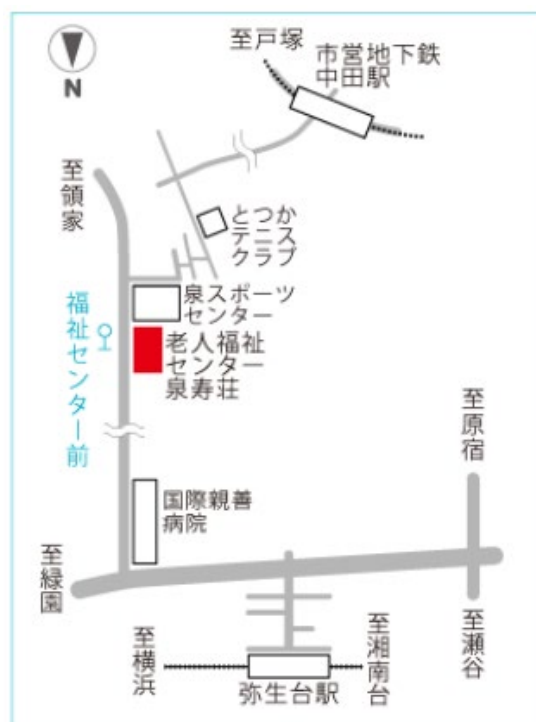 N
至戸塚
市営地下鉄
中田駅
至領家
とつか
テニス
クラブ
泉スポーツ
センター
福祉センター前
老人福祉
センター
泉寿荘
至原宿
国際親善
病院
至緑園
至横浜
弥生台駅
至湘南台
至瀬谷